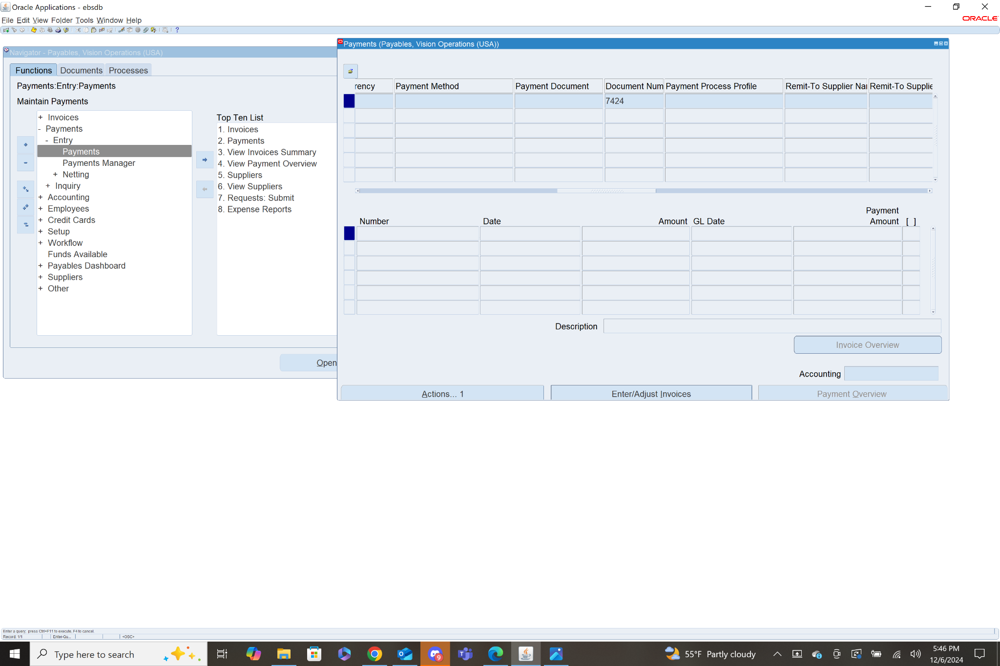 Oracle Applications - ebsdb
File Edit View Folder Tools Window Help
ORACLE
Navigator - Payables, Vision Operations (USA)
Functions Documents Processes
Payments:Entry:Payments
Maintain Payments
+ Invoices
- Payments
- Entry
Payments
Payments Manager
+ Netting
+ Inquiry
+ Accounting
+ Employees
+ Credit Cards
+ Setup
+ Workflow
Funds Available
+ Payables Dashboard
+ Suppliers
+ Other
Top Ten List
1. Invoices
2. Payments
3. View Invoices Summary
4. View Payment Overview
5. Suppliers
6. View Suppliers
7. Requests: Submit
8. Expense Reports
Open
Payments (Payables, Vision Operations (USA))
rency Payment Method Payment Document Document Num Payment Process Profile Remit-To Supplier Nar Remit-To Supplie
7424
Payment
Number Date Amount GL Date Amount [ ]
Description
Invoice Overview
Accounting
Actions... 1 Enter/Adjust Invoices Payment Overview
Enter a query; press Ctrl+F11 to execute, F4 to cancel.
Record: 1/1 Enter-Qu... <OSC>
Type here to search
9
55°F Partly cloudy
5:46 PM
12/6/2024